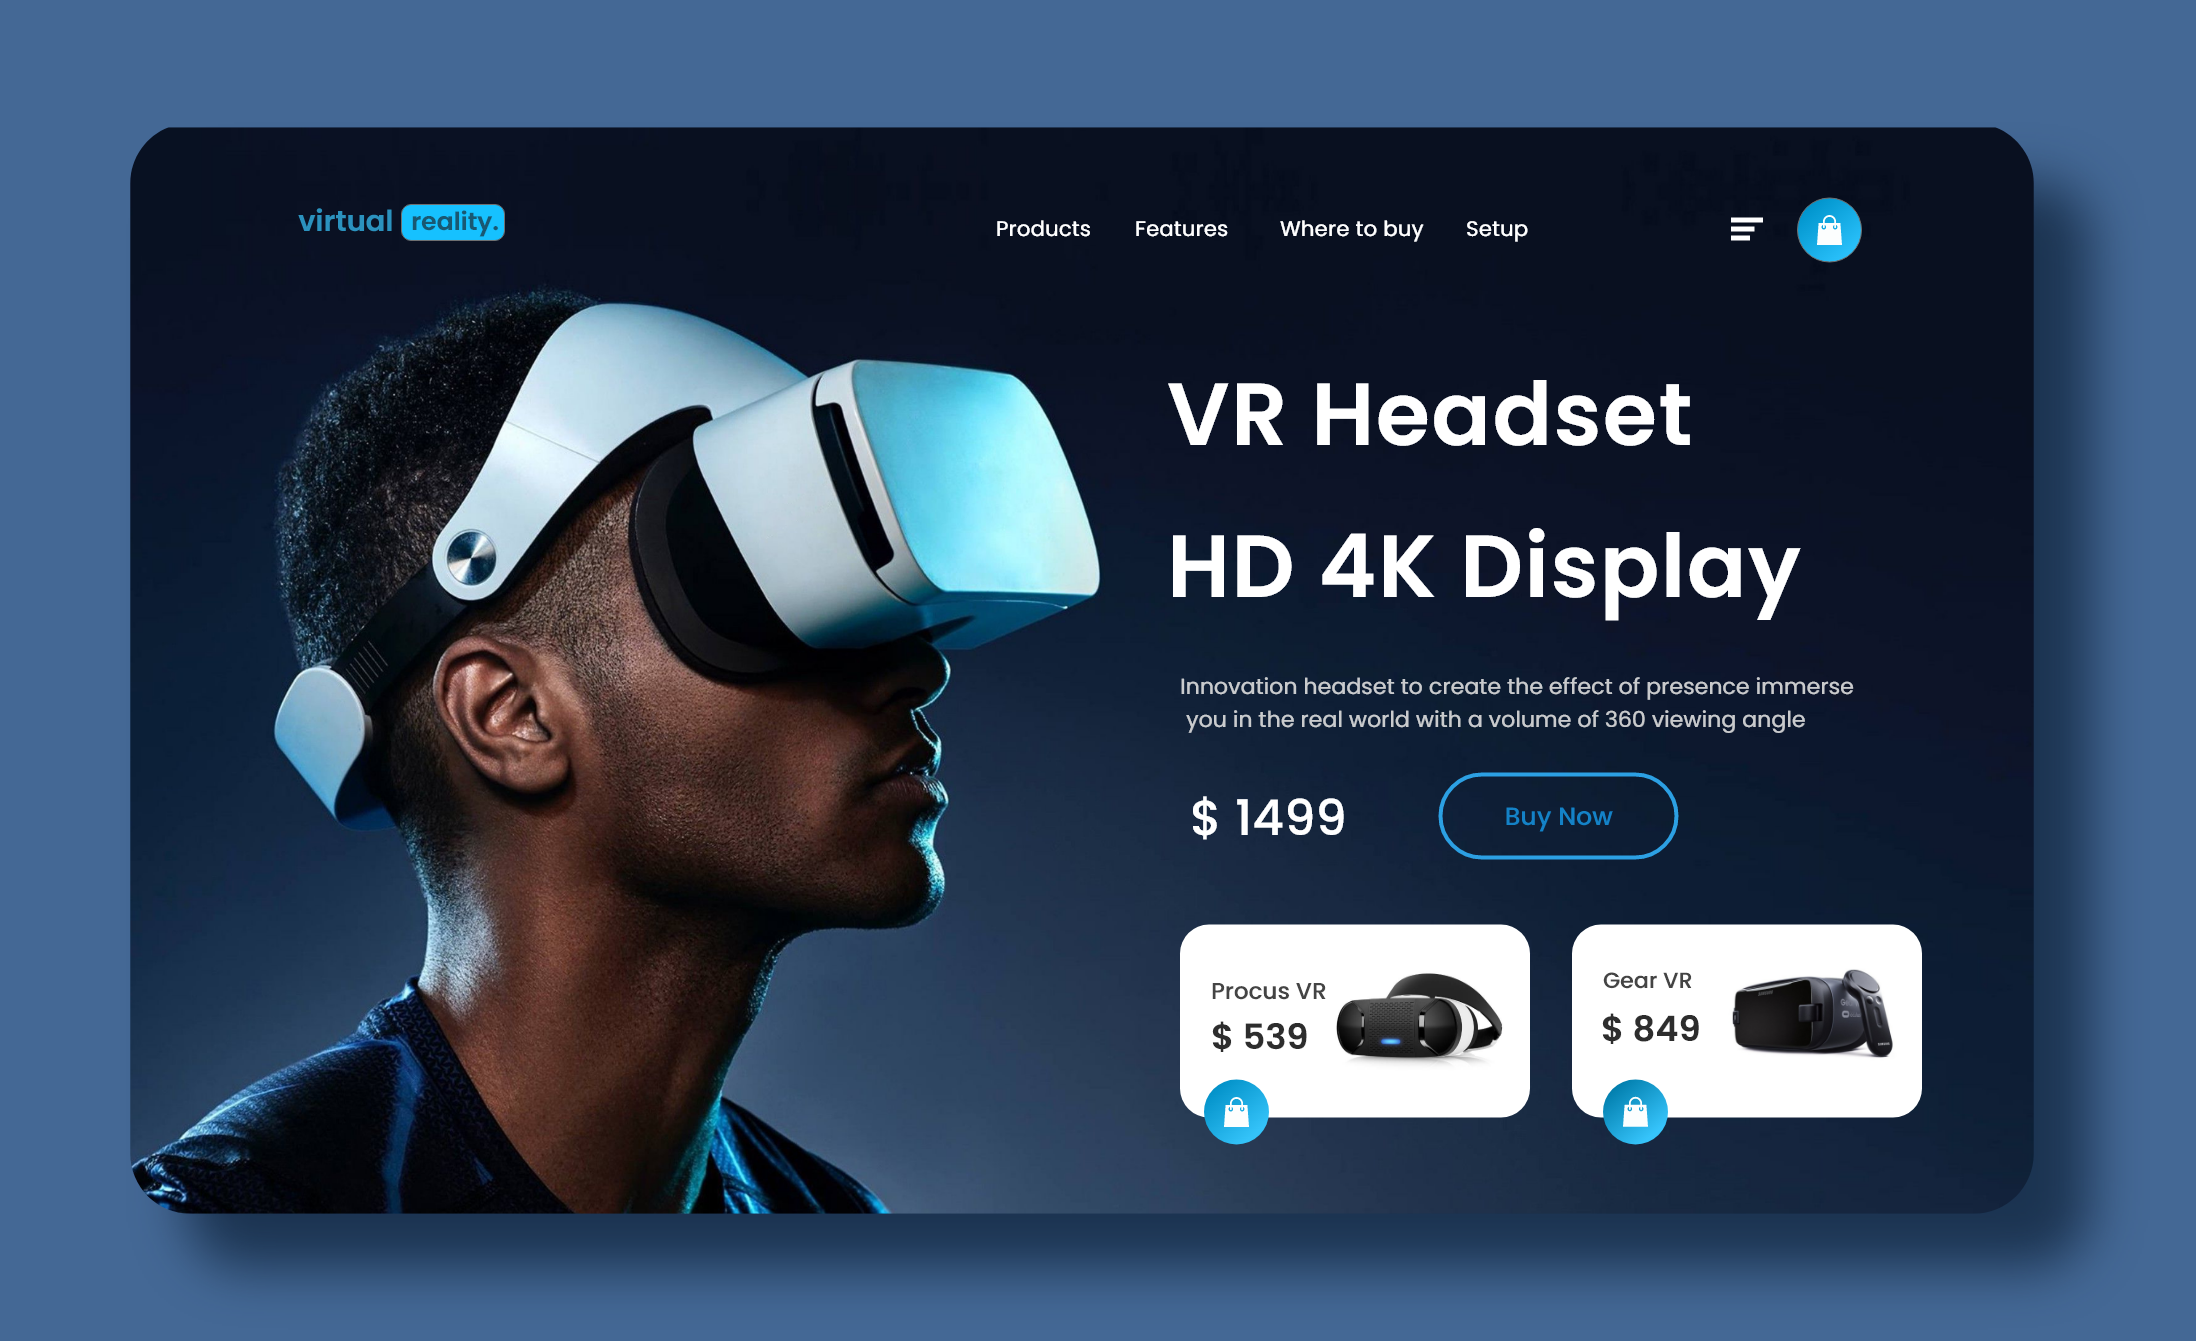 virtual reality.
Products Features Where to buy Setup
VR Headset
HD 4K Display
Innovation headset to create the effect of presence immerse
you in the real world with a volume of 360 viewing angle
$ 1499 Buy Now
Procus VR
$ 539
Gear VR
$ 849
SAMSUNG